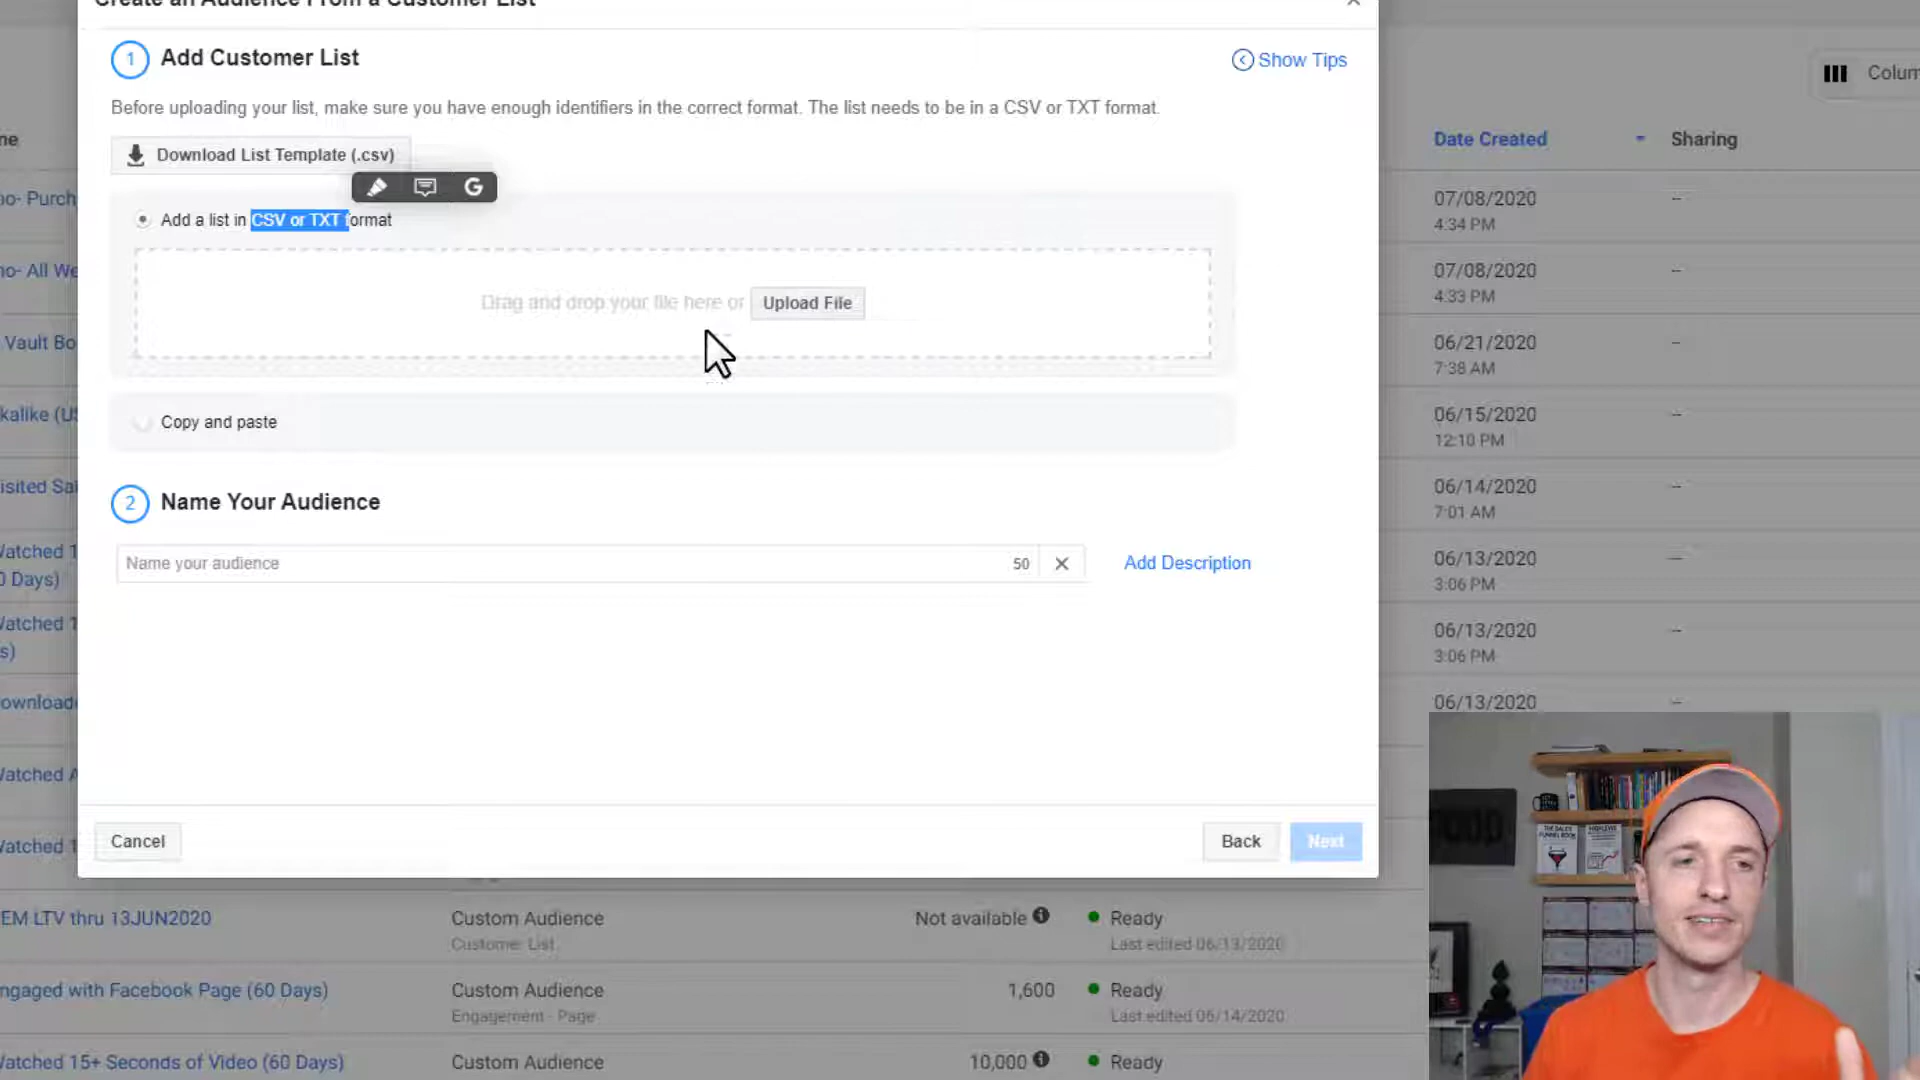 Create an Audience From a Customer List
1 Add Customer List
Show Tips
Before uploading your list, make sure you have enough identifiers in the correct format. The list needs to be in a CSV or TXT format.
Download List Template (.csv)
G
Add a list in CSV or TXT format
Drag and drop your file here or Upload File
Copy and paste
2 Name Your Audience
Name your audience 50
Add Description
Cancel
Back Next
Colum
ne
Date Created
Sharing
no- Purch
07/08/2020 --
4:34 PM
no- All We
07/08/2020 --
4:33 PM
Vault Bo
06/21/2020 --
7:38 AM
kalike (US
06/15/2020 --
12:10 PM
isited Sal
06/14/2020 --
7:01 AM
Watched 1
0 Days)
06/13/2020 --
3:06 PM
Watched 1
s)
06/13/2020 --
3:06 PM
ownload
06/13/2020 --
Watched A
Watched 1
EM LTV thru 13JUN2020
Custom Audience
Customer List
Not available
Ready
Last edited 06/13/2020
ngaged with Facebook Page (60 Days)
Custom Audience
Engagement - Page
1,600
Ready
Last edited 06/14/2020
Watched 15+ Seconds of Video (60 Days)
Custom Audience
10,000
Ready